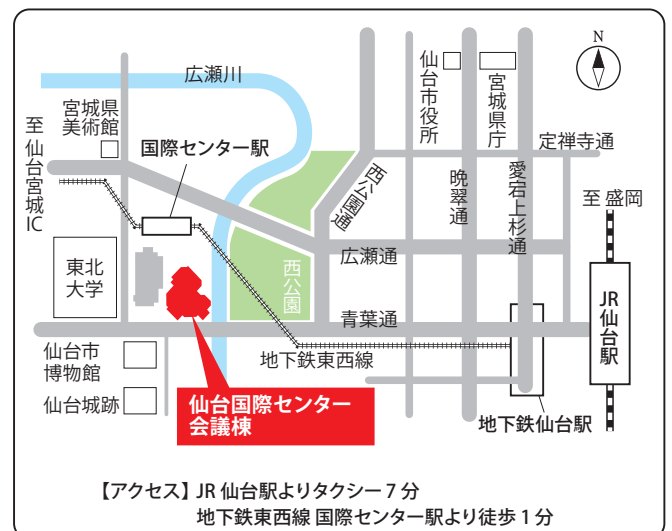 N
広瀬川
宮城県
美術館
至 仙台宮城IC
国際センター駅
仙台市役所
宮城県庁
定禅寺通
西公園通
晩翠通
愛宕上杉通
至 盛岡
広瀬通
西公園
東北
大学
青葉通
JR仙台駅
地下鉄東西線
仙台市
博物館
仙台城跡
仙台国際センター
会議棟
地下鉄仙台駅
【アクセス】JR 仙台駅よりタクシー 7 分
地下鉄東西線 国際センター駅より徒歩 1 分